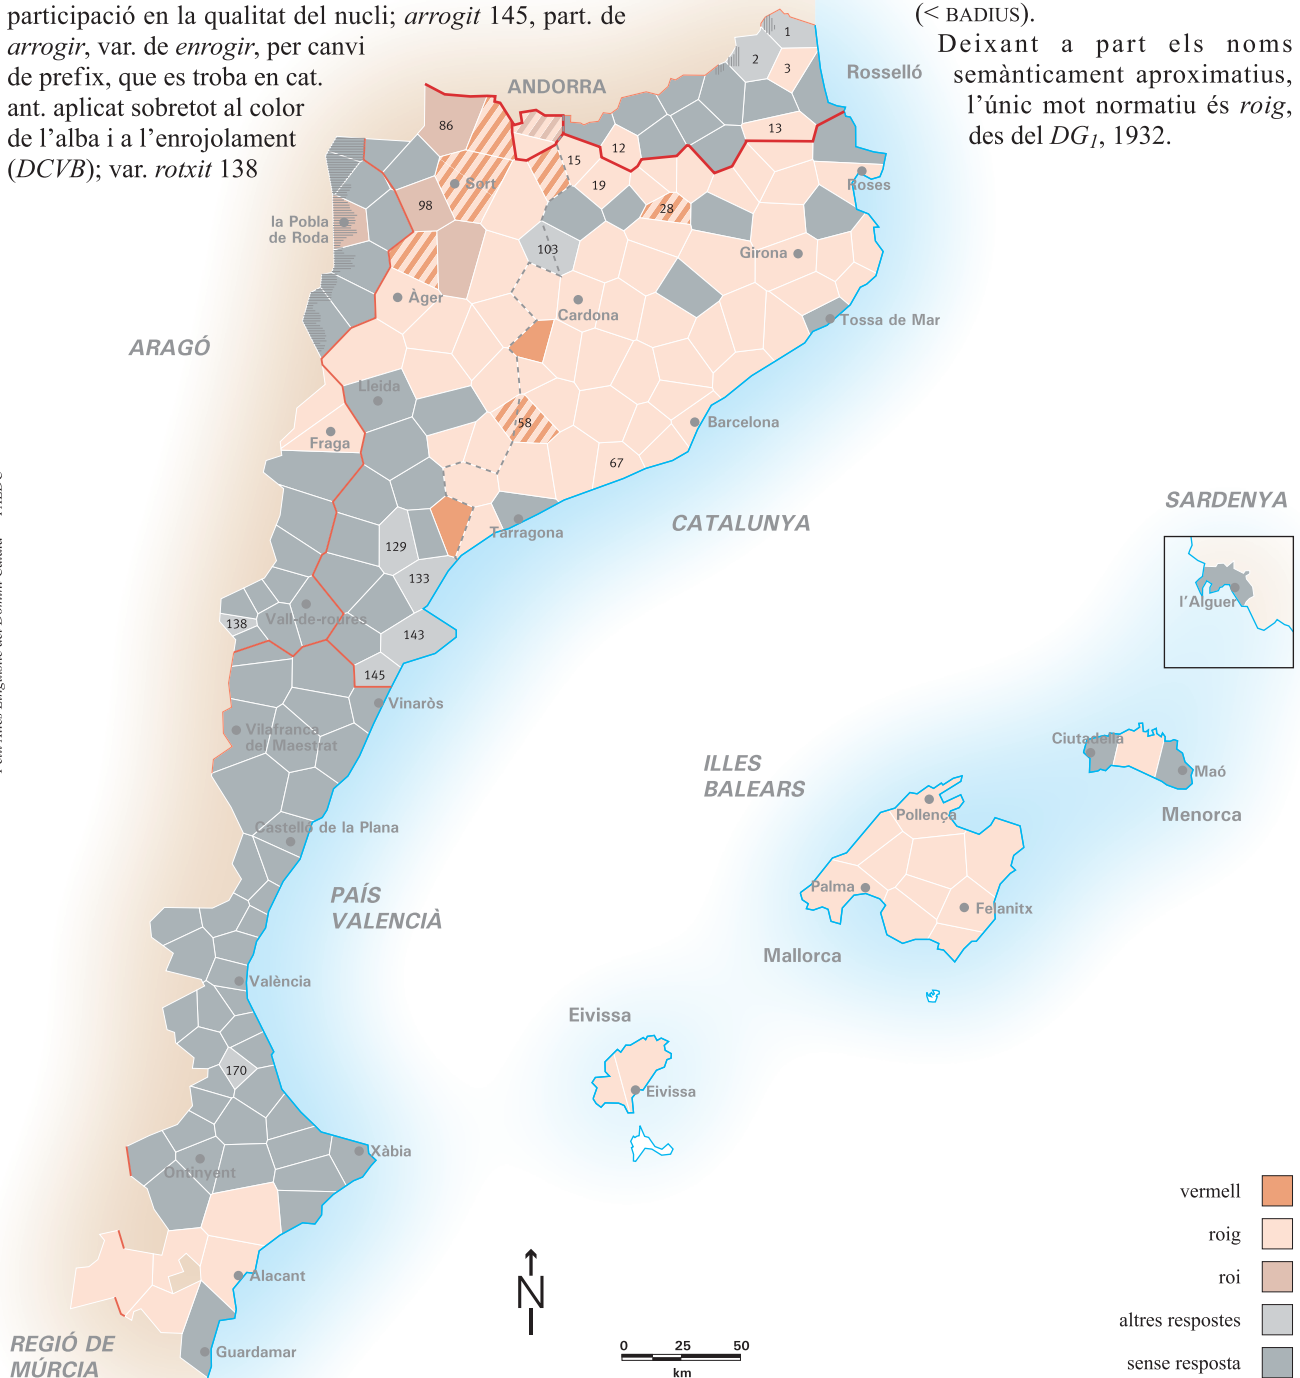 participació en la qualitat del nucli; arrogit 145, part. de
arrogir, var. de enrogir, per canvi
de prefix, que es troba en cat.
ant. aplicat sobretot al color
de l’alba i a l’enrojolament
(DCVB); var. rotxit 138
(< BADIUS).
Deixant a part els noms
semànticament aproximatius,
l’únic mot normatiu és roig,
des del DG1, 1932.
1
2
3
Rosselló
ANDORRA
86
13
12
15
19
Sort
Roses
98
28
la Pobla
de Roda
103
Girona
Àger
Cardona
Tossa de Mar
ARAGÓ
Lleida
58
Barcelona
Fraga
67
SARDENYA
CATALUNYA
Tarragona
129
133
l’Alguer
Vall-de-roures
138
143
145
Vinaròs
Vilafranca
del Maestrat
Ciutadella
ILLES
BALEARS
Maó
Menorca
Pollença
Castelló de la Plana
PAÍS
VALENCIÀ
Palma
Felanitx
Mallorca
València
Eivissa
170
Eivissa
Xàbia
Ontinyent
vermell
roig
Alacant
roi
N
altres respostes
REGIÓ DE
MÚRCIA
Guardamar
0 25 50
km
sense resposta